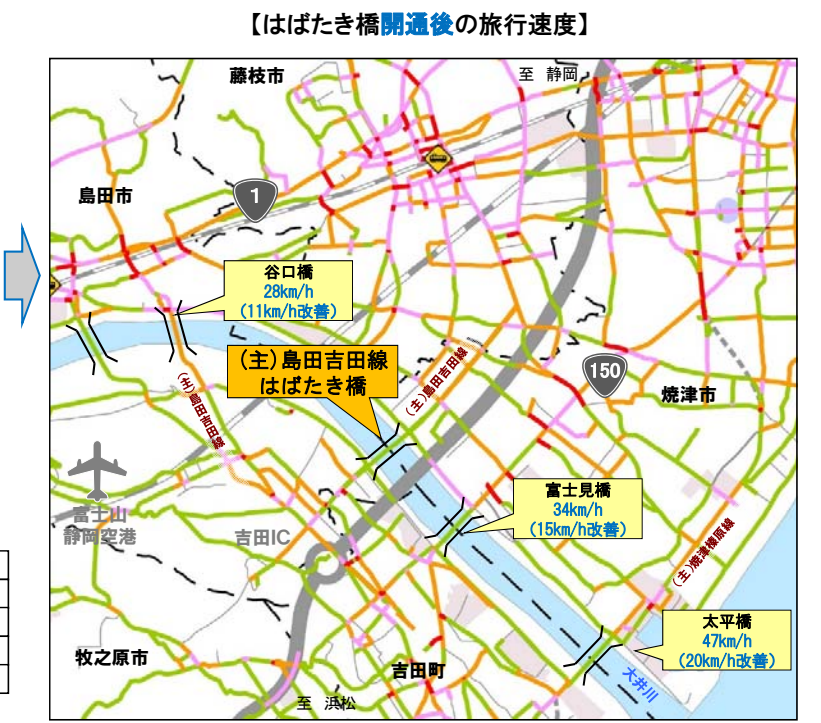 【はばたき橋開通後の旅行速度】
藤枝市
至 静岡
島田市
1
谷口橋
28km/h
(11km/h改善)
(主)島田吉田線
はばたき橋
(主)島田吉田線
(主)島田吉田線
150
焼津市
富士山
静岡空港
吉田IC
富士見橋
34km/h
(15km/h改善)
(主)焼津榛原線
太平橋
47km/h
(20km/h改善)
牧之原市
吉田町
大井川
至 浜松